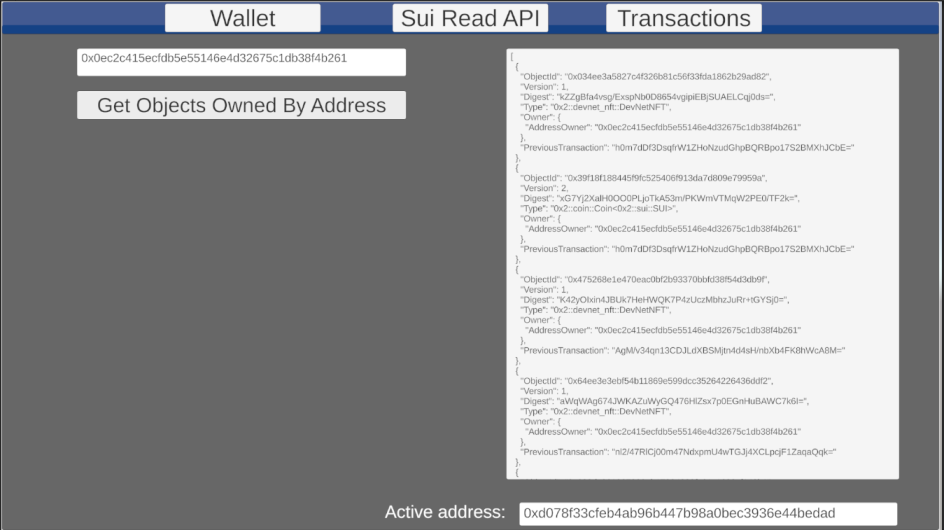 Wallet
Sui Read API
Transactions
0x0ec2c415ecfdb5e55146e4d32675c1db38f4b261
Get Objects Owned By Address
[
{
"ObjectId": "0x034ee3a5827c4f326b81c56f33fda1862b29ad82",
"Version": 1,
"Digest": "kZZgBfa4vsg/ExspNb0D8654vgipiEBjSUAELCqj0ds=",
"Type": "0x2::devnet_nft::DevNetNFT",
"Owner": {
"AddressOwner": "0x0ec2c415ecfdb5e55146e4d32675c1db38f4b261"
},
"PreviousTransaction": "h0m7dDf3DsqfrW1ZHoNzudGhpBQRBpo17S2BMXhJCbE="
},
{
"ObjectId": "0x39f18f188445f9fc525406f913da7d809e79959a",
"Version": 2,
"Digest": "xG7Yj2XalH0OO0PLjoTkA53m/PKWmVTMqW2PE0/TF2k=",
"Type": "0x2::coin::Coin<0x2::sui::SUI>",
"Owner": {
"AddressOwner": "0x0ec2c415ecfdb5e55146e4d32675c1db38f4b261"
},
"PreviousTransaction": "h0m7dDf3DsqfrW1ZHoNzudGhpBQRBpo17S2BMXhJCbE="
},
{
"ObjectId": "0x475268e1e470eac0bf2b93370bbfd38f54d3db9f",
"Version": 1,
"Digest": "K42yOIxin4JBUk7HeHWQK7P4zUczMbhzJuRr+tGYSj0=",
"Type": "0x2::devnet_nft::DevNetNFT",
"Owner": {
"AddressOwner": "0x0ec2c415ecfdb5e55146e4d32675c1db38f4b261"
},
"PreviousTransaction": "AgM/v34qn13CDJLdXBSMjtn4d4sH/nbXb4FK8hWcA8M="
},
{
"ObjectId": "0x64ee3e3ebf54b11869e599dcc35264226436ddf2",
"Version": 1,
"Digest": "aWqWAg674JWKAZuWyGQ476HlZsx7p0EGnHuBAWC7k6I=",
"Type": "0x2::devnet_nft::DevNetNFT",
"Owner": {
"AddressOwner": "0x0ec2c415ecfdb5e55146e4d32675c1db38f4b261"
},
"PreviousTransaction": "nl2/47RlCj00m47NdxpmU4wTGJj4XCLpcjF1ZaqaQqk="
},
{
Active address:
0xd078f33cfeb4ab96b447b98a0bec3936e44bedad